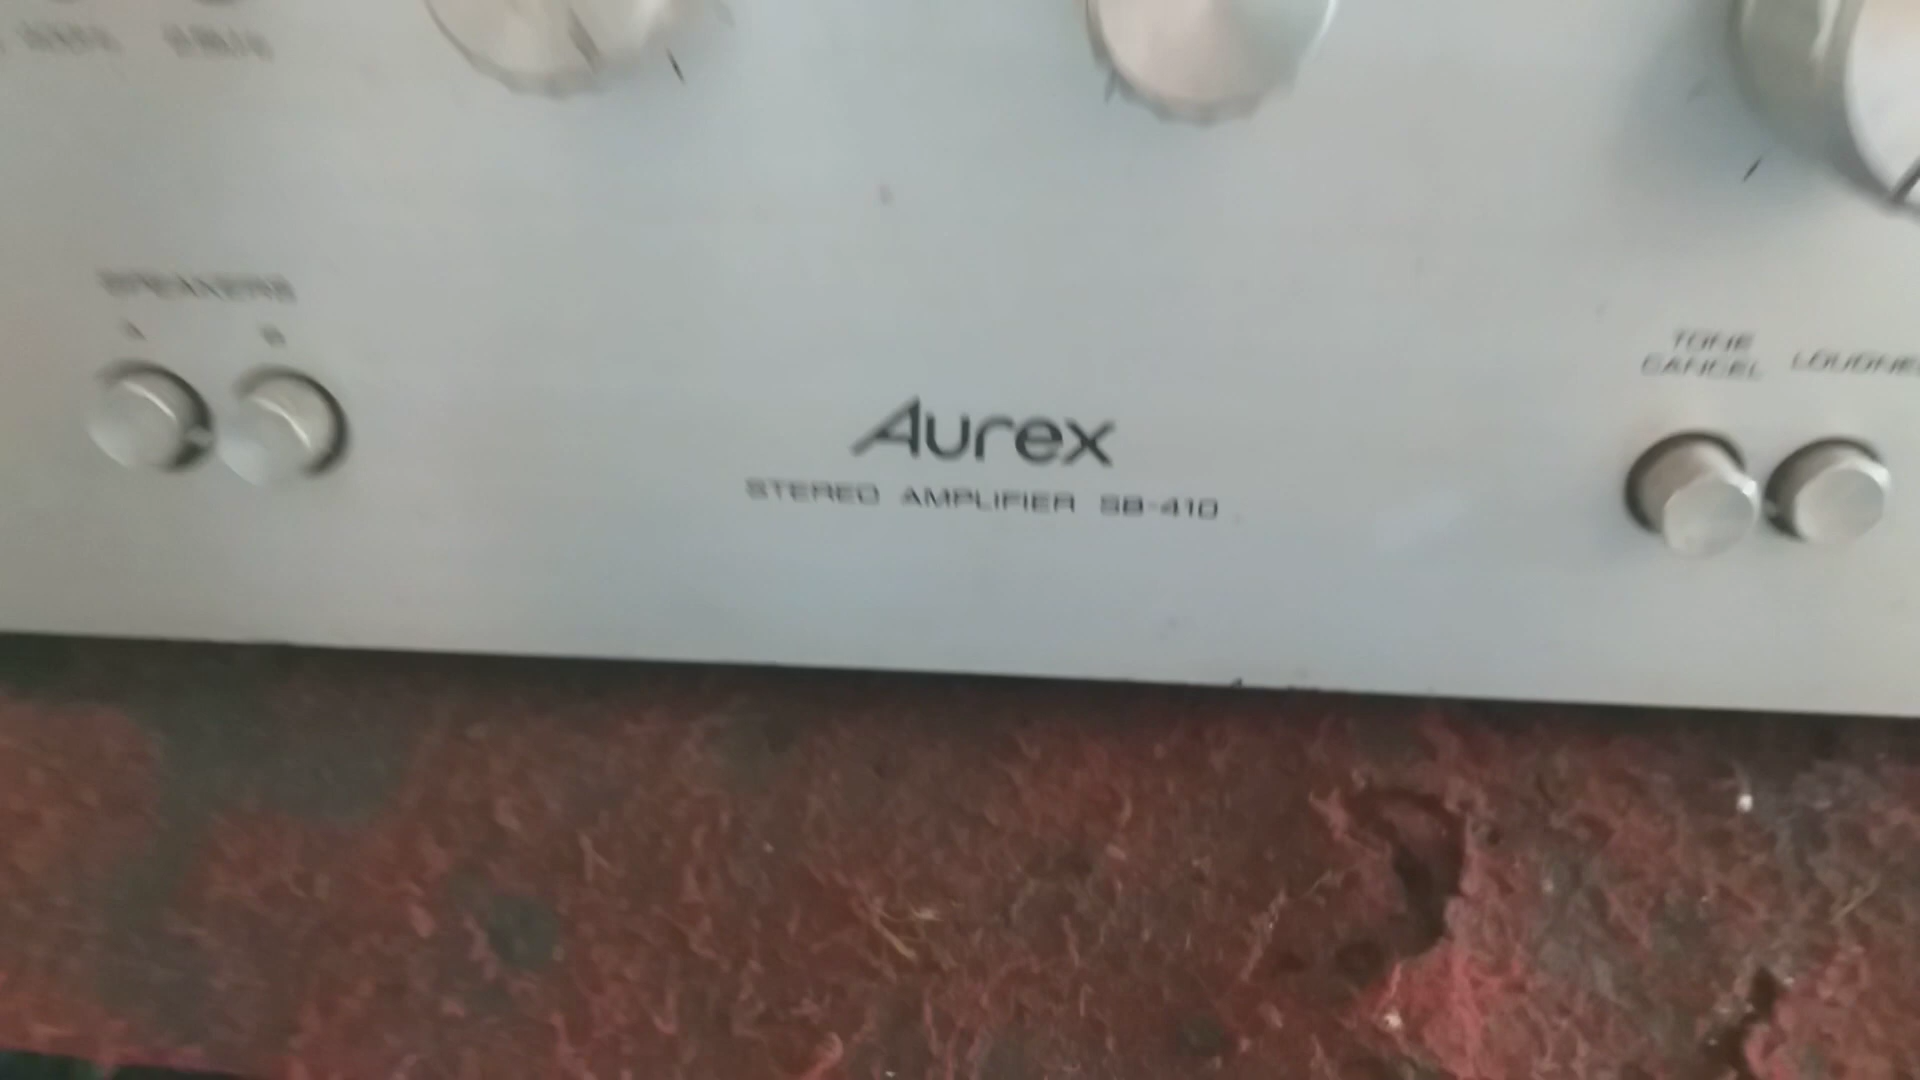 SPEAKERS
A B
TONE
CANCEL
Aurex
STEREO AMPLIFIER SB-410